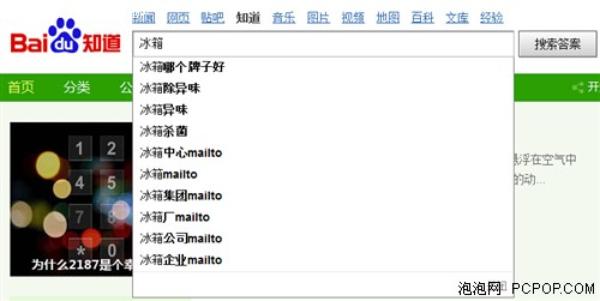 新闻 网页 贴吧 知道 音乐 图片 视频 地图 百科 文库 经验
Bai du 知道
冰箱
搜索答案
首页 分类 开
冰箱哪个牌子好
冰箱除异味
冰箱异味
冰箱杀菌
冰箱中心mailto
冰箱mailto
冰箱集团mailto
冰箱厂mailto
冰箱公司mailto
冰箱企业mailto
悬浮在空气中
的动...
1 2
4 5
7 8
* 0
为什么2187是个幸
泡泡网 PCPOP.COM